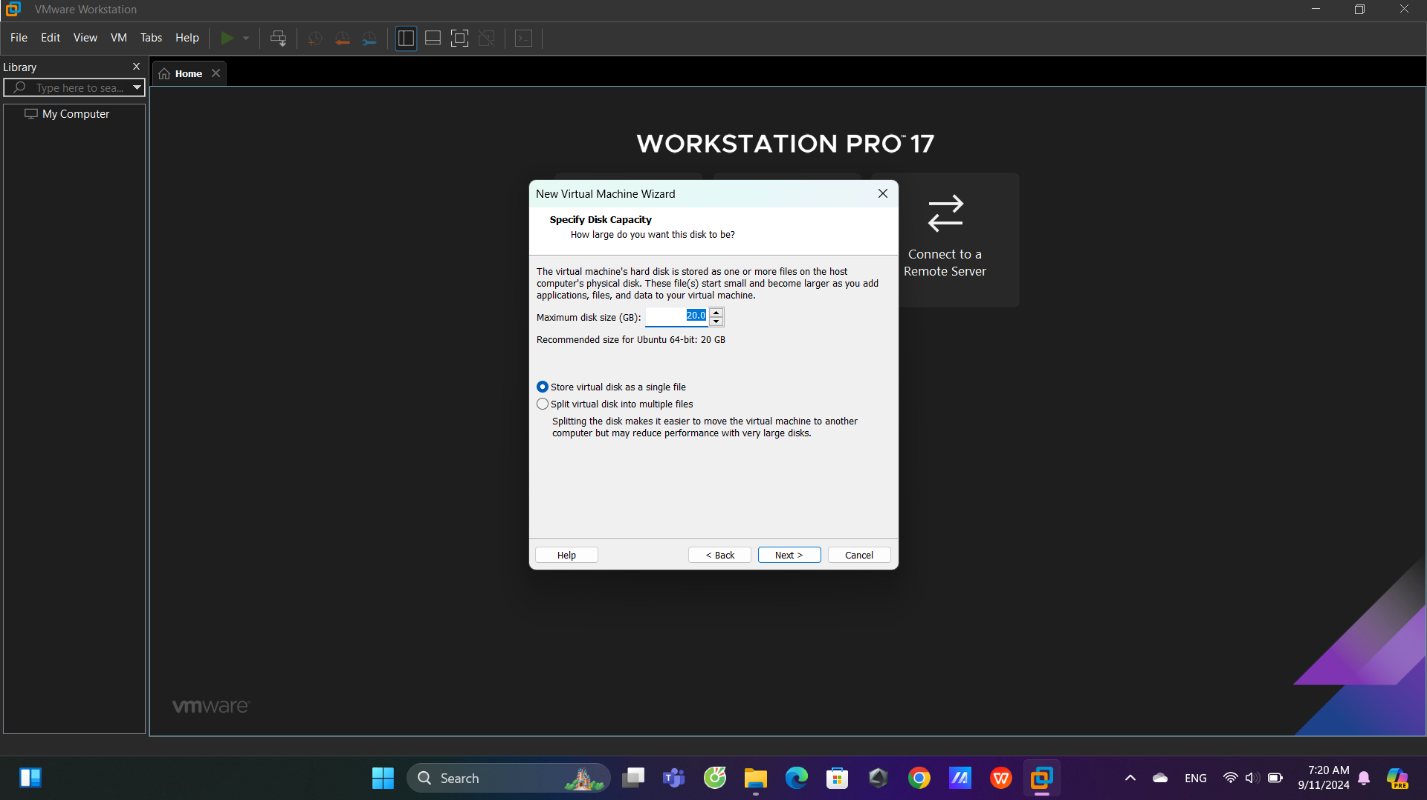 VMware Workstation
File Edit View VM Tabs Help
Library
Type here to sea...
My Computer
Home
WORKSTATION PRO™ 17
Connect to a
Remote Server
New Virtual Machine Wizard
Specify Disk Capacity
How large do you want this disk to be?
The virtual machine's hard disk is stored as one or more files on the host
computer's physical disk. These file(s) start small and become larger as you add
applications, files, and data to your virtual machine.
Maximum disk size (GB): 20.0
Recommended size for Ubuntu 64-bit: 20 GB
Store virtual disk as a single file
Split virtual disk into multiple files
Splitting the disk makes it easier to move the virtual machine to another
computer but may reduce performance with very large disks.
Help < Back Next > Cancel
vmware
Search
ENG
7:20 AM
9/11/2024
PRE